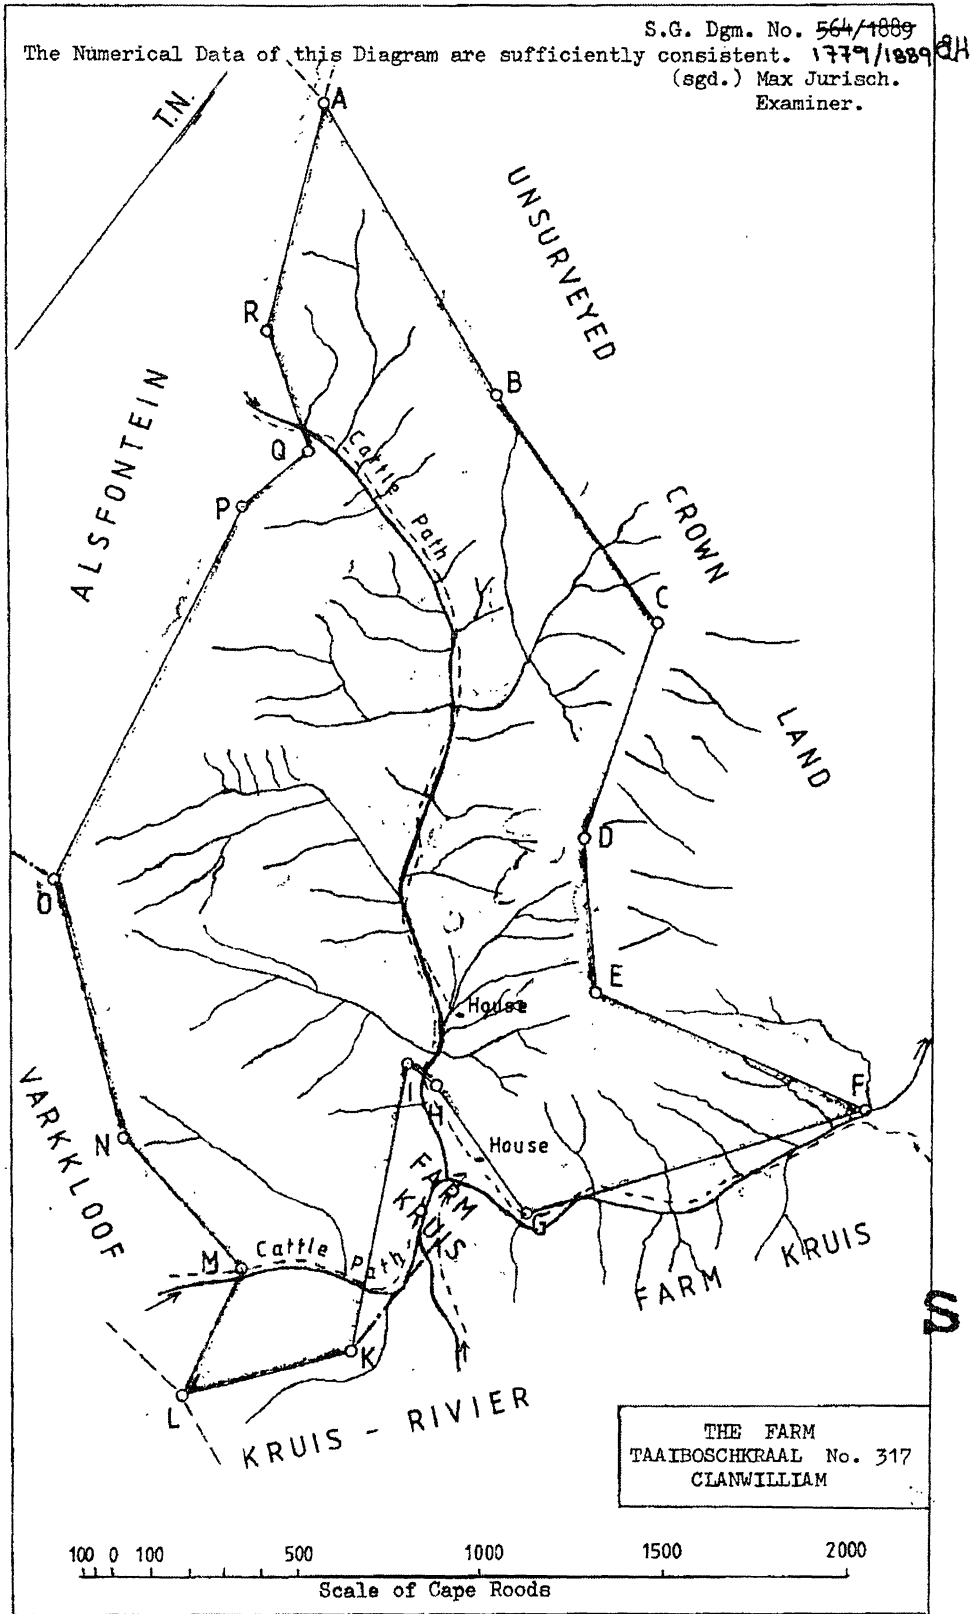 S.G. Dgm. No. 564/1889
The Numerical Data of this Diagram are sufficiently consistent. 1779/1889
(sgd.) Max Jurisch.
Examiner.
T.N.
A
UNSURVEYED
R
B
ALSFONTEIN
Q
Cattle
Path
P
CROWN
C
LAND
D
O
E
House
F
VARKKLOOF
H
N
House
FARM
KRUIS
G
M
Cattle Path
KRUIS
FARM
S
K
L
KRUIS - RIVIER
THE FARM
TAAIBOSCHKRAAL No. 317
CLANWILLIAM
100 0 100 500 1000 1500 2000
Scale of Cape Roods